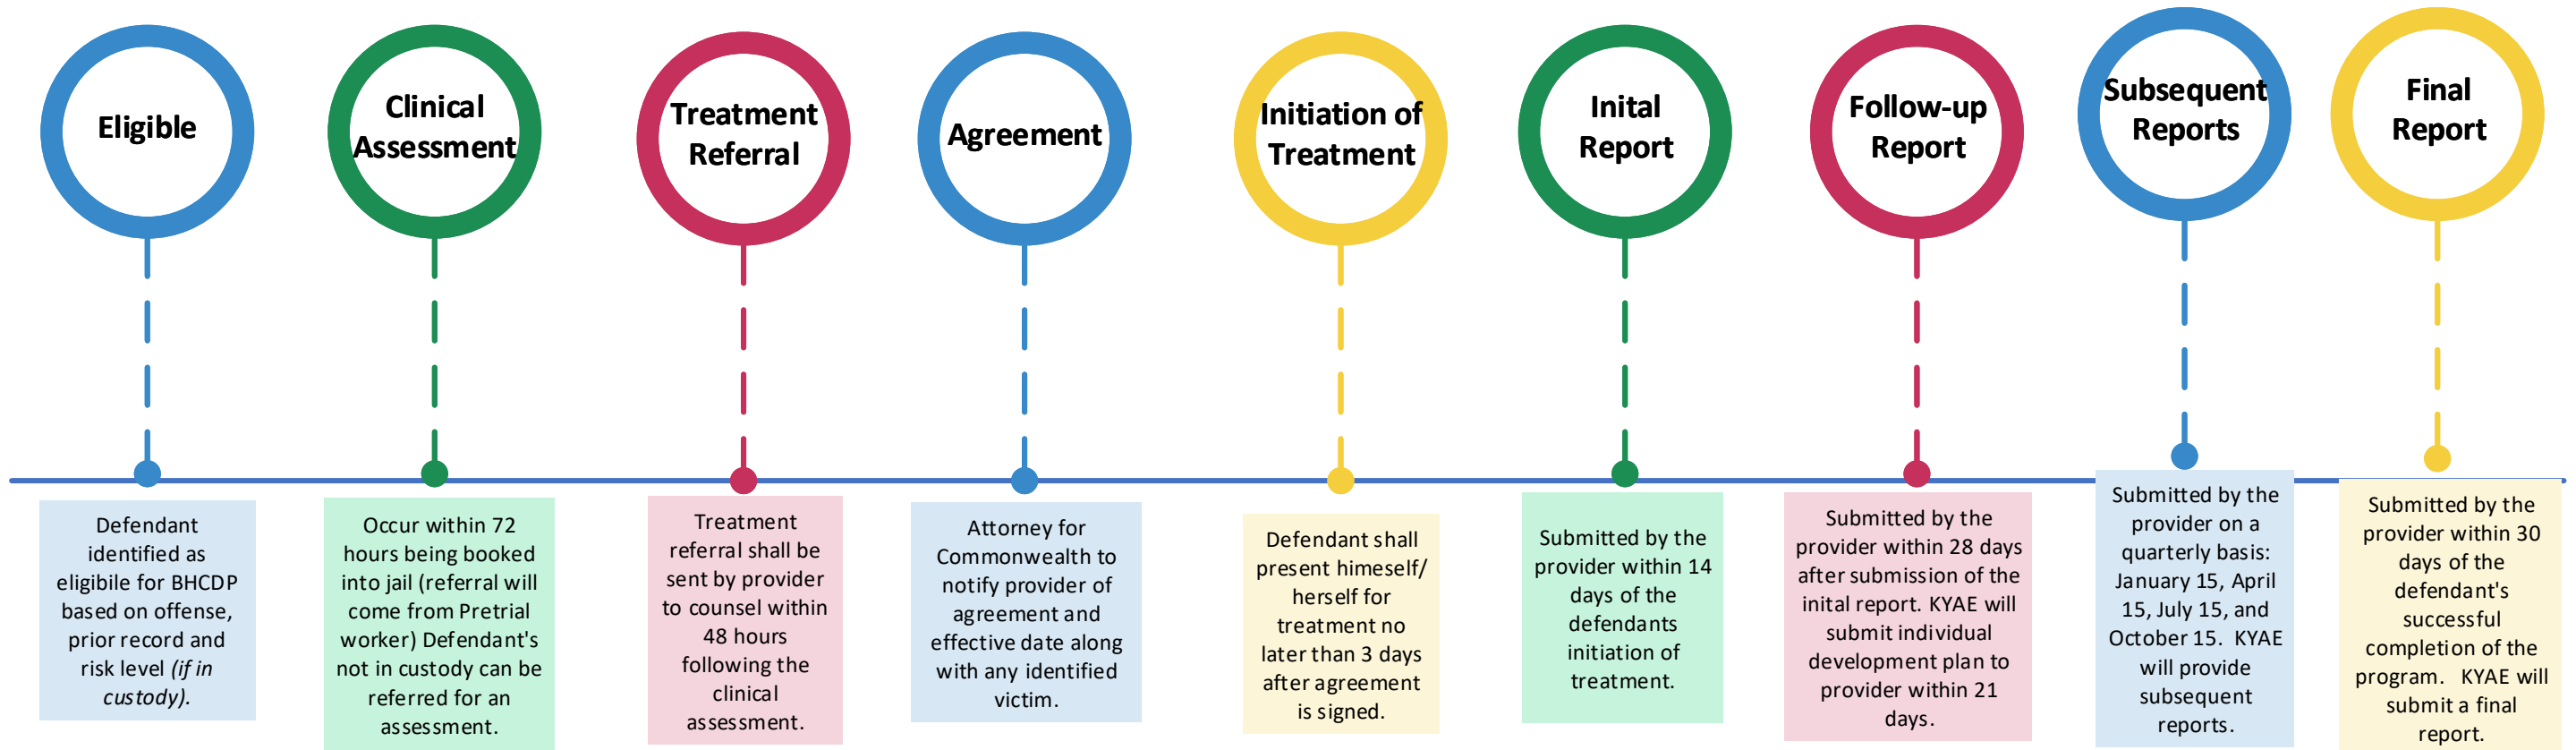 Eligible
Clinical
Assessment
Treatment
Referral
Agreement
Initiation of
Treatment
Inital
Report
Follow-up
Report
Subsequent
Reports
Final
Report
Defendant
identified as
eligibile for BHCDP
based on offense,
prior record and
risk level (if in
custody).
Occur within 72
hours being booked
into jail (referral will
come from Pretrial
worker) Defendant's
not in custody can be
referred for an
assessment.
Treatment
referral shall be
sent by provider
to counsel within
48 hours
following the
clinical
assessment.
Attorney for
Commonwealth to
notify provider of
agreement and
effective date along
with any identified
victim.
Defendant shall
present himeself/
herself for
treatment no
later than 3 days
after agreement
is signed.
Submitted by the
provider within 14
days of the
defendants
initiation of
treatment.
Submitted by the
provider within 28 days
after submission of the
inital report. KYAE will
submit individual
development plan to
provider within 21
days.
Submitted by the
provider on a
quarterly basis:
January 15, April
15, July 15, and
October 15.  KYAE
will provide
subsequent
reports.
Submitted by the
provider within 30
days of the
defendant's
successful
completion of the
program.   KYAE will
submit a final
report.